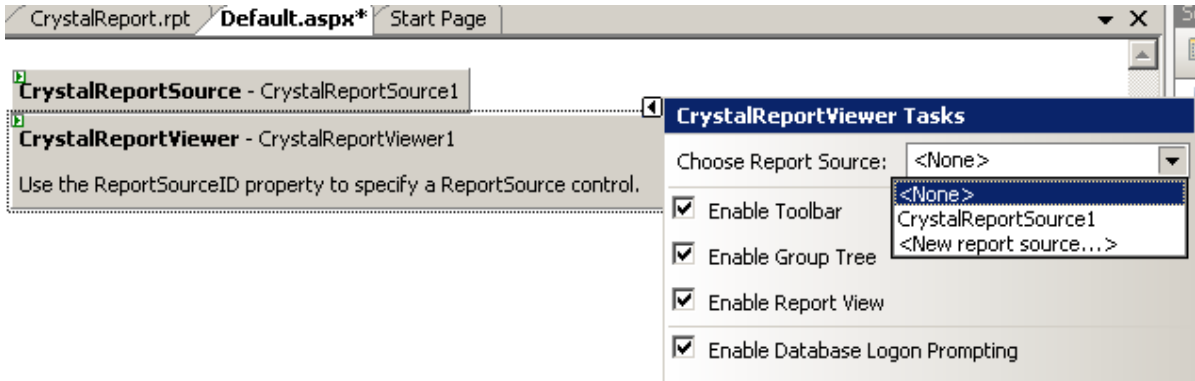 CrystalReport.rpt Default.aspx* Start Page
CrystalReportSource - CrystalReportSource1
CrystalReportViewer - CrystalReportViewer1
Use the ReportSourceID property to specify a ReportSource control.
CrystalReportViewer Tasks
Choose Report Source: <None>
<None>
CrystalReportSource1
<New report source...>
Enable Toolbar
Enable Group Tree
Enable Report View
Enable Database Logon Prompting